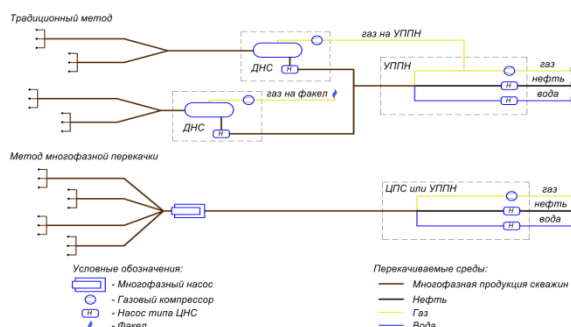 Традиционный метод
газ на УППН
ДНС
Н
УППН
газ
нефть
Н
вода
Н
газ на факел
ДНС
Н
Метод многофазной перекачки
ЦПС или УППН
газ
нефть
Н
вода
Н
Условные обозначения:
- Многофазный насос
- Газовый компрессор
Н - Насос типа ЦНС
- Факел
Перекачиваемые среды:
Многофазная продукция скважин
Нефть
Газ
Вода